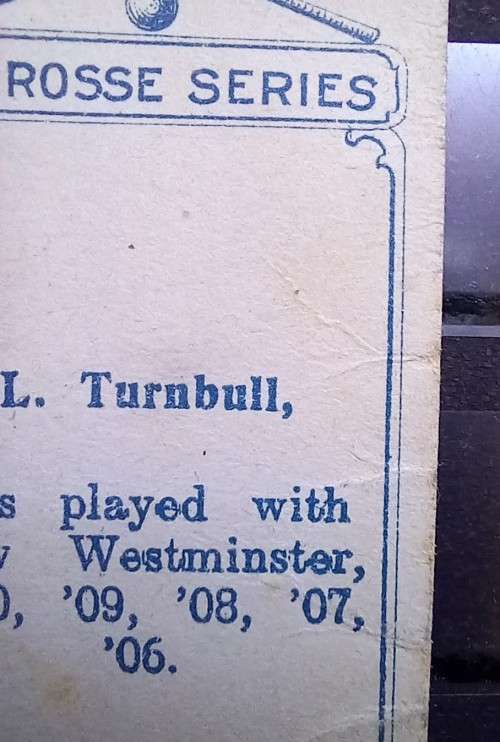 ROSSE SERIES
L. Turnbull,
s played with
Westminster,
'09, '08, '07,
'06.